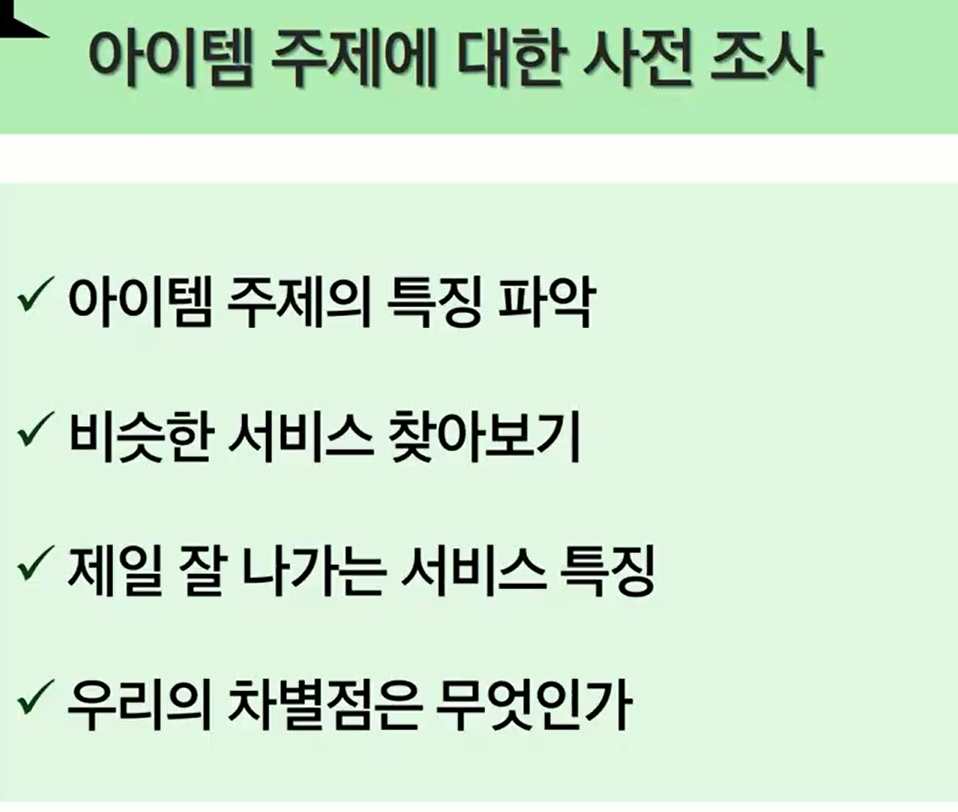 아이템 주제에 대한 사전 조사
✓ 아이템 주제의 특징 파악
✓ 비슷한 서비스 찾아보기
✓ 제일 잘 나가는 서비스 특징
✓ 우리의 차별점은 무엇인가